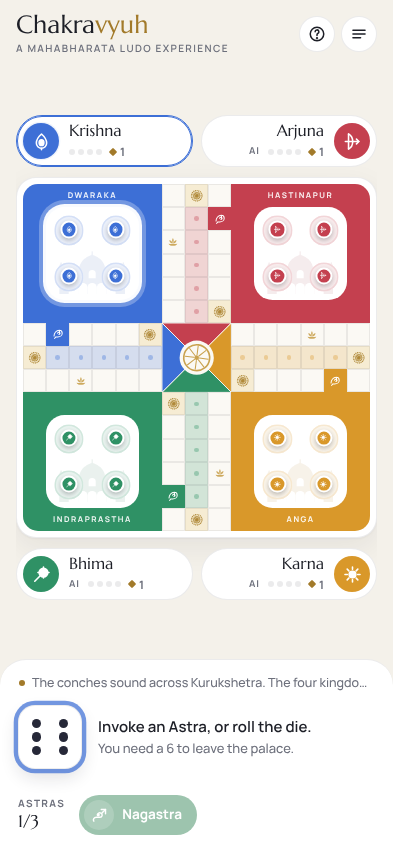 Chakravyuh
A MAHABHARATA LUDO EXPERIENCE
Krishna
1
Arjuna
AI 1
DWARAKA
HASTINAPUR
INDRAPRASTHA
ANGA
Bhima
AI 1
Karna
AI 1
The conches sound across Kurukshetra. The four kingdo...
Invoke an Astra, or roll the die.
You need a 6 to leave the palace.
ASTRAS
1/3
Nagastra